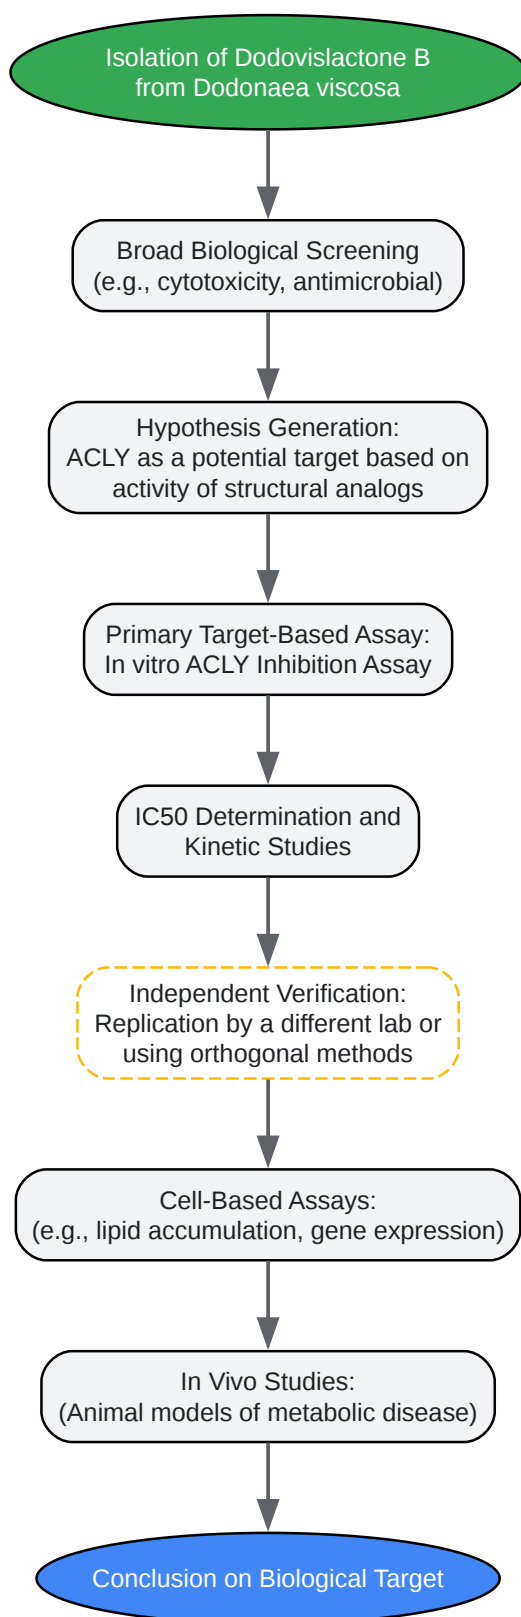 Isolation of Dodovislactone B
from Dodonaea viscosa
Broad Biological Screening
(e.g., cytotoxicity, antimicrobial)
Hypothesis Generation:
ACLY as a potential target based on
activity of structural analogs
Primary Target-Based Assay:
In vitro ACLY Inhibition Assay
IC50 Determination and
Kinetic Studies
Independent Verification:
Replication by a different lab or
using orthogonal methods
Cell-Based Assays:
(e.g., lipid accumulation, gene expression)
In Vivo Studies:
(Animal models of metabolic disease)
Conclusion on Biological Target